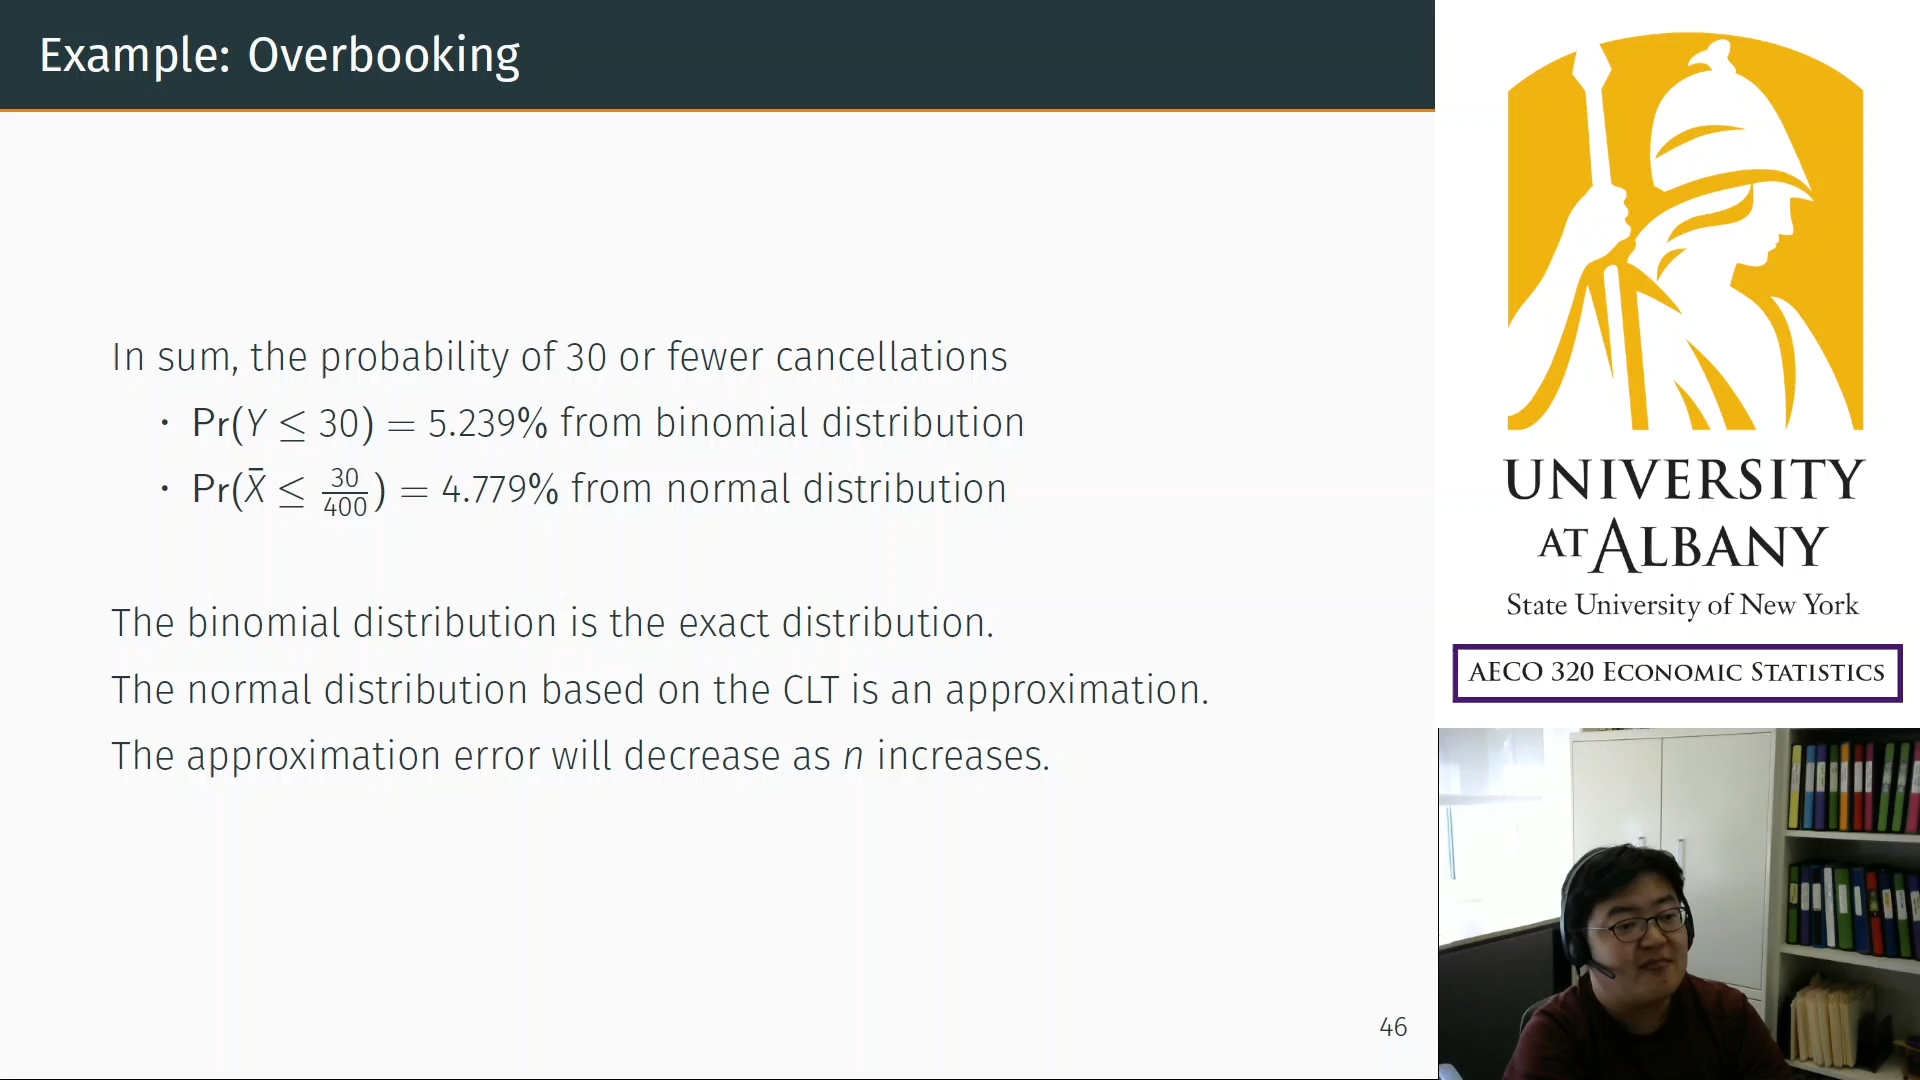 Example: Overbooking
In sum, the probability of 30 or fewer cancellations
· Pr(Y ≤ 30) = 5.239% from binomial distribution
· Pr(X̄ ≤ 30/400) = 4.779% from normal distribution
The binomial distribution is the exact distribution.
The normal distribution based on the CLT is an approximation.
The approximation error will decrease as n increases.
46
UNIVERSITY
AT ALBANY
State University of New York
AECO 320 Economic Statistics